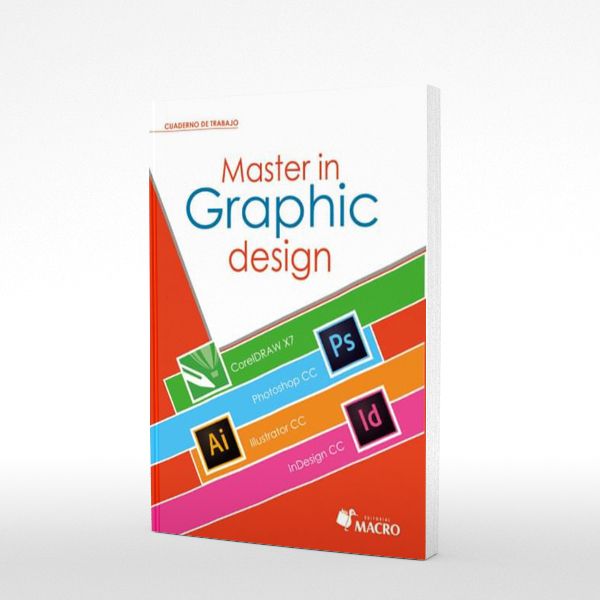 CUADERNO DE TRABAJO
Master in
Graphic
design
CorelDRAW X7
Ps
Photoshop CC
Ai
Illustrator CC
Id
InDesign CC
EDITORIAL
MACRO